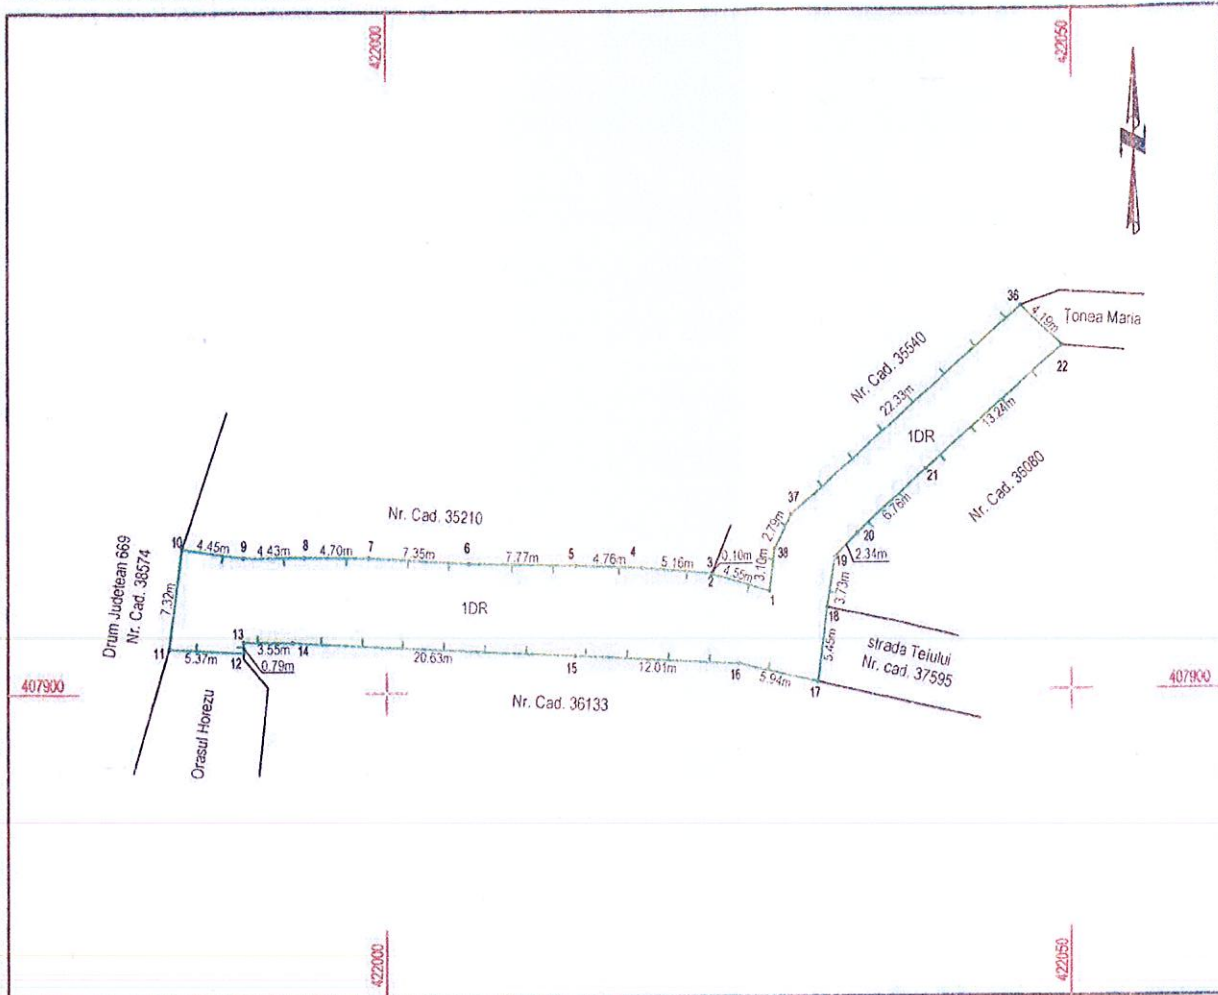 422000
422050
N
36
4.19m
Țonea Maria
22
Nr. Cad. 35540
22.33m
1DR
13.24m
Nr. Cad. 35080
21
6.78m
37
2.79m
20
2.34m
38
3.10m
19
3.73m
18
Nr. Cad. 35210
10
4.45m
9
4.43m
8
4.70m
7
7.35m
6
7.77m
5
4.76m
4
5.16m
3
0.10m
2
4.55m
1
Drum Judetean 669
Nr. Cad. 38574
7.32m
1DR
11
5.37m
12
0.79m
13
3.55m
14
20.63m
15
12.01m
16
5.94m
17
5.45m
strada Teiului
Nr. cad. 37595
407900
Orasul Horezu
Nr. Cad. 36133
407900
422000
422050